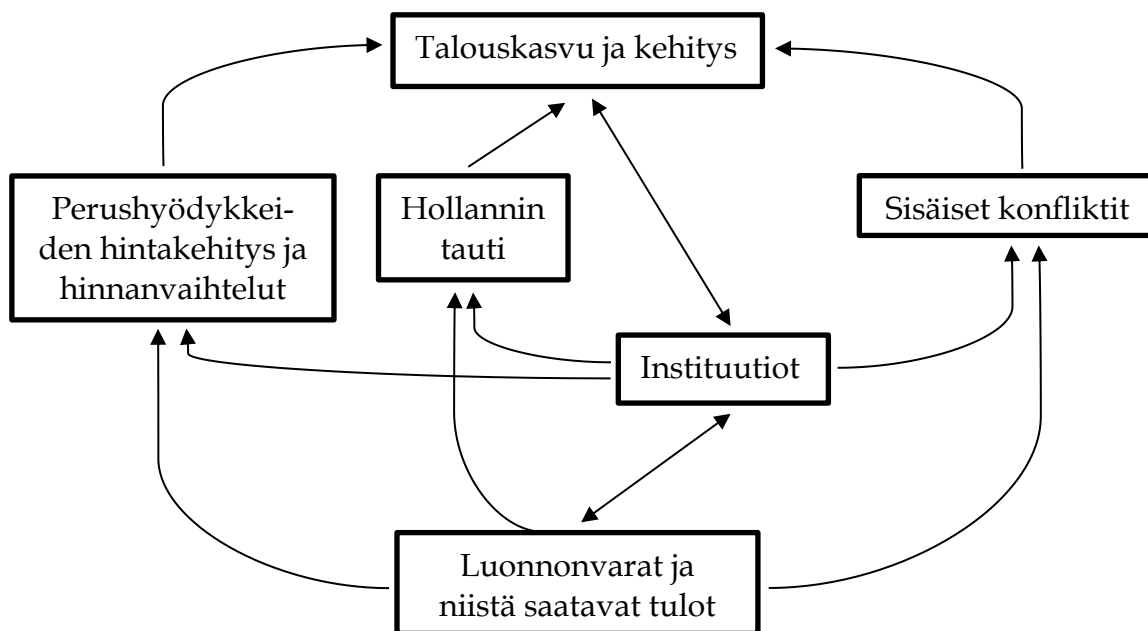 Talouskasvu ja kehitys
Perushyödykkei-
den hintakehitys ja
hinnanvaihtelut
Hollannin
tauti
Sisäiset konfliktit
Instituutiot
Luonnonvarat ja
niistä saatavat tulot